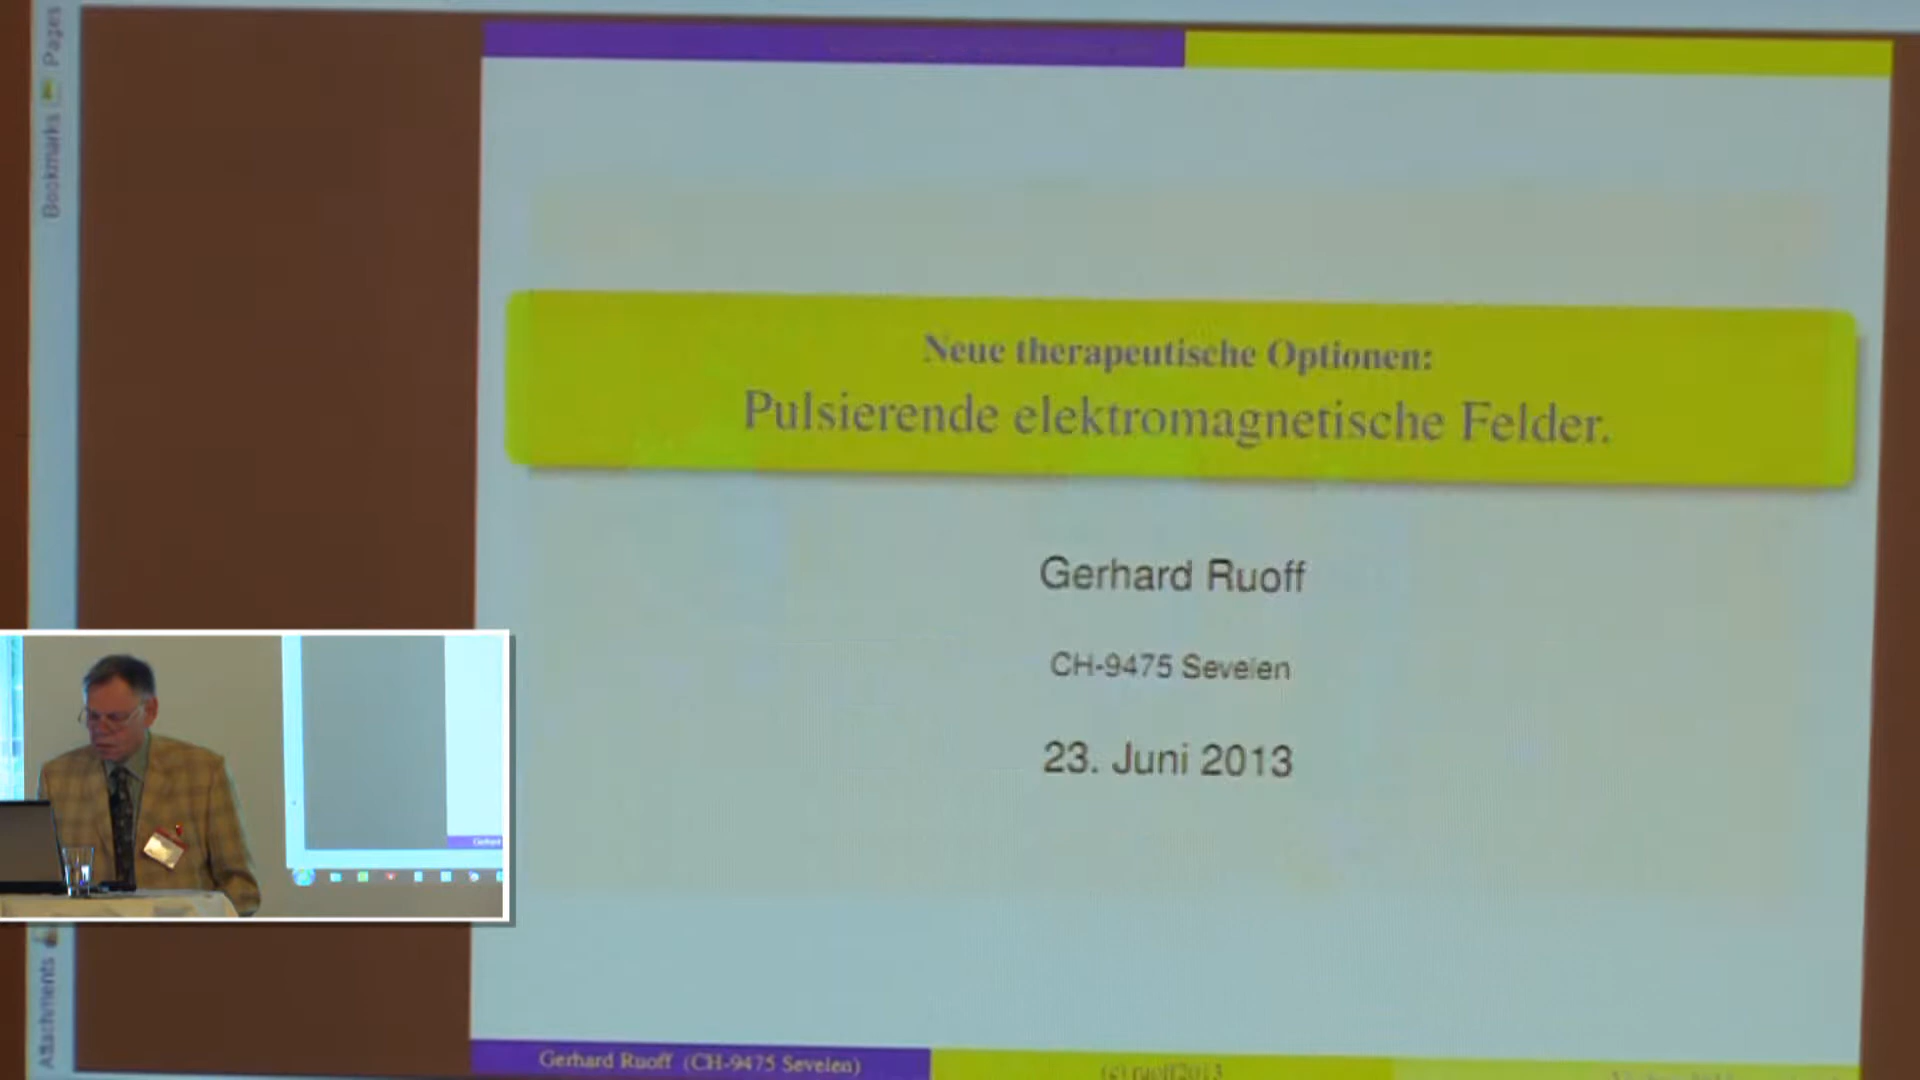 Pages
Bookmarks
Neue therapeutische Optionen:
Pulsierende elektromagnetische Felder.
Gerhard Ruoff
CH-9475 Sevelen
23. Juni 2013
Attachments
Gerhard Ruoff (CH-9475 Sevelen)
(c) ruoff2013